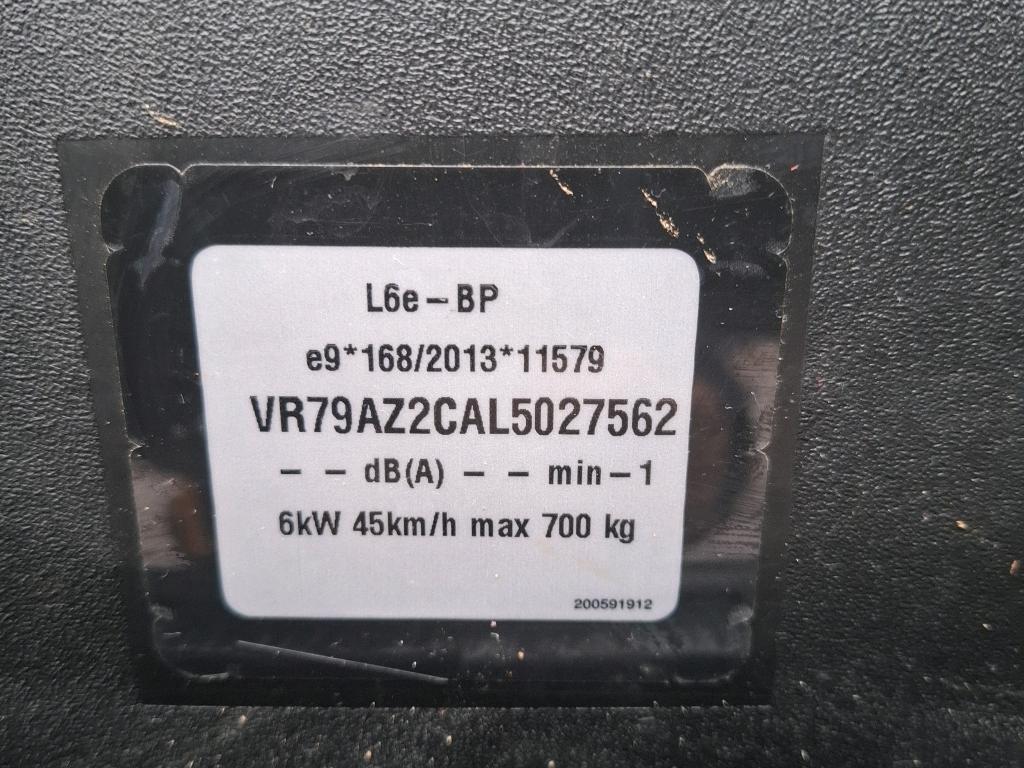 L6e-BP
e9*168/2013*11579
VR79AZ2CAL5027562
- - dB(A) - - min-1
6kW 45km/h max 700 kg
200591912